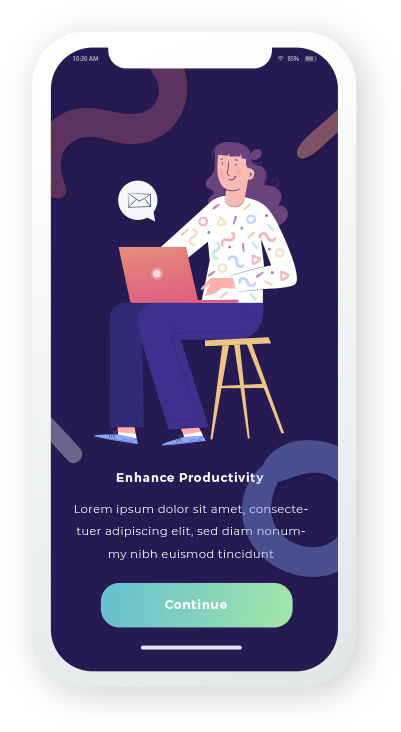 10:30 AM 85%
Enhance Productivity
Lorem ipsum dolor sit amet, consecte-
tuer adipiscing elit, sed diam nonum-
my nibh euismod tincidunt
Continue